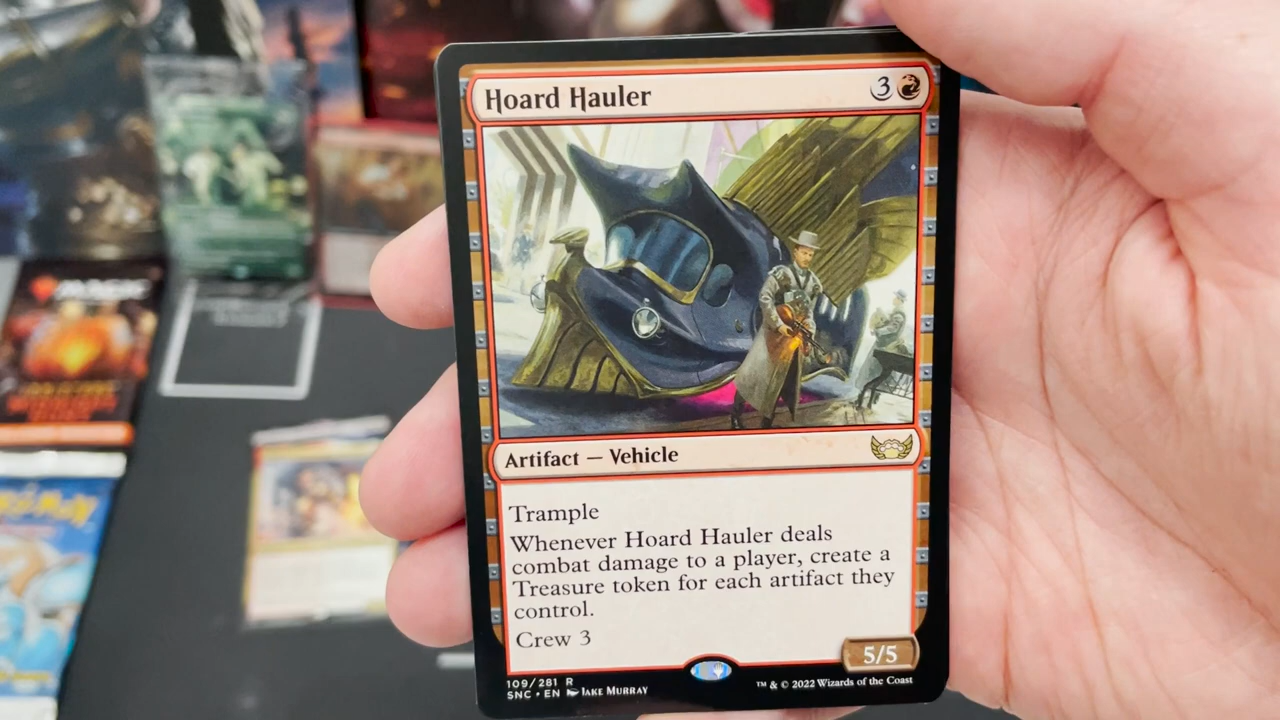 Hoard Hauler
3
Artifact — Vehicle
Trample
Whenever Hoard Hauler deals
combat damage to a player, create a
Treasure token for each artifact they
control.
Crew 3
5/5
109/281 R
SNC • EN JAKE MURRAY
™ & © 2022 Wizards of the Coast
MAGIC